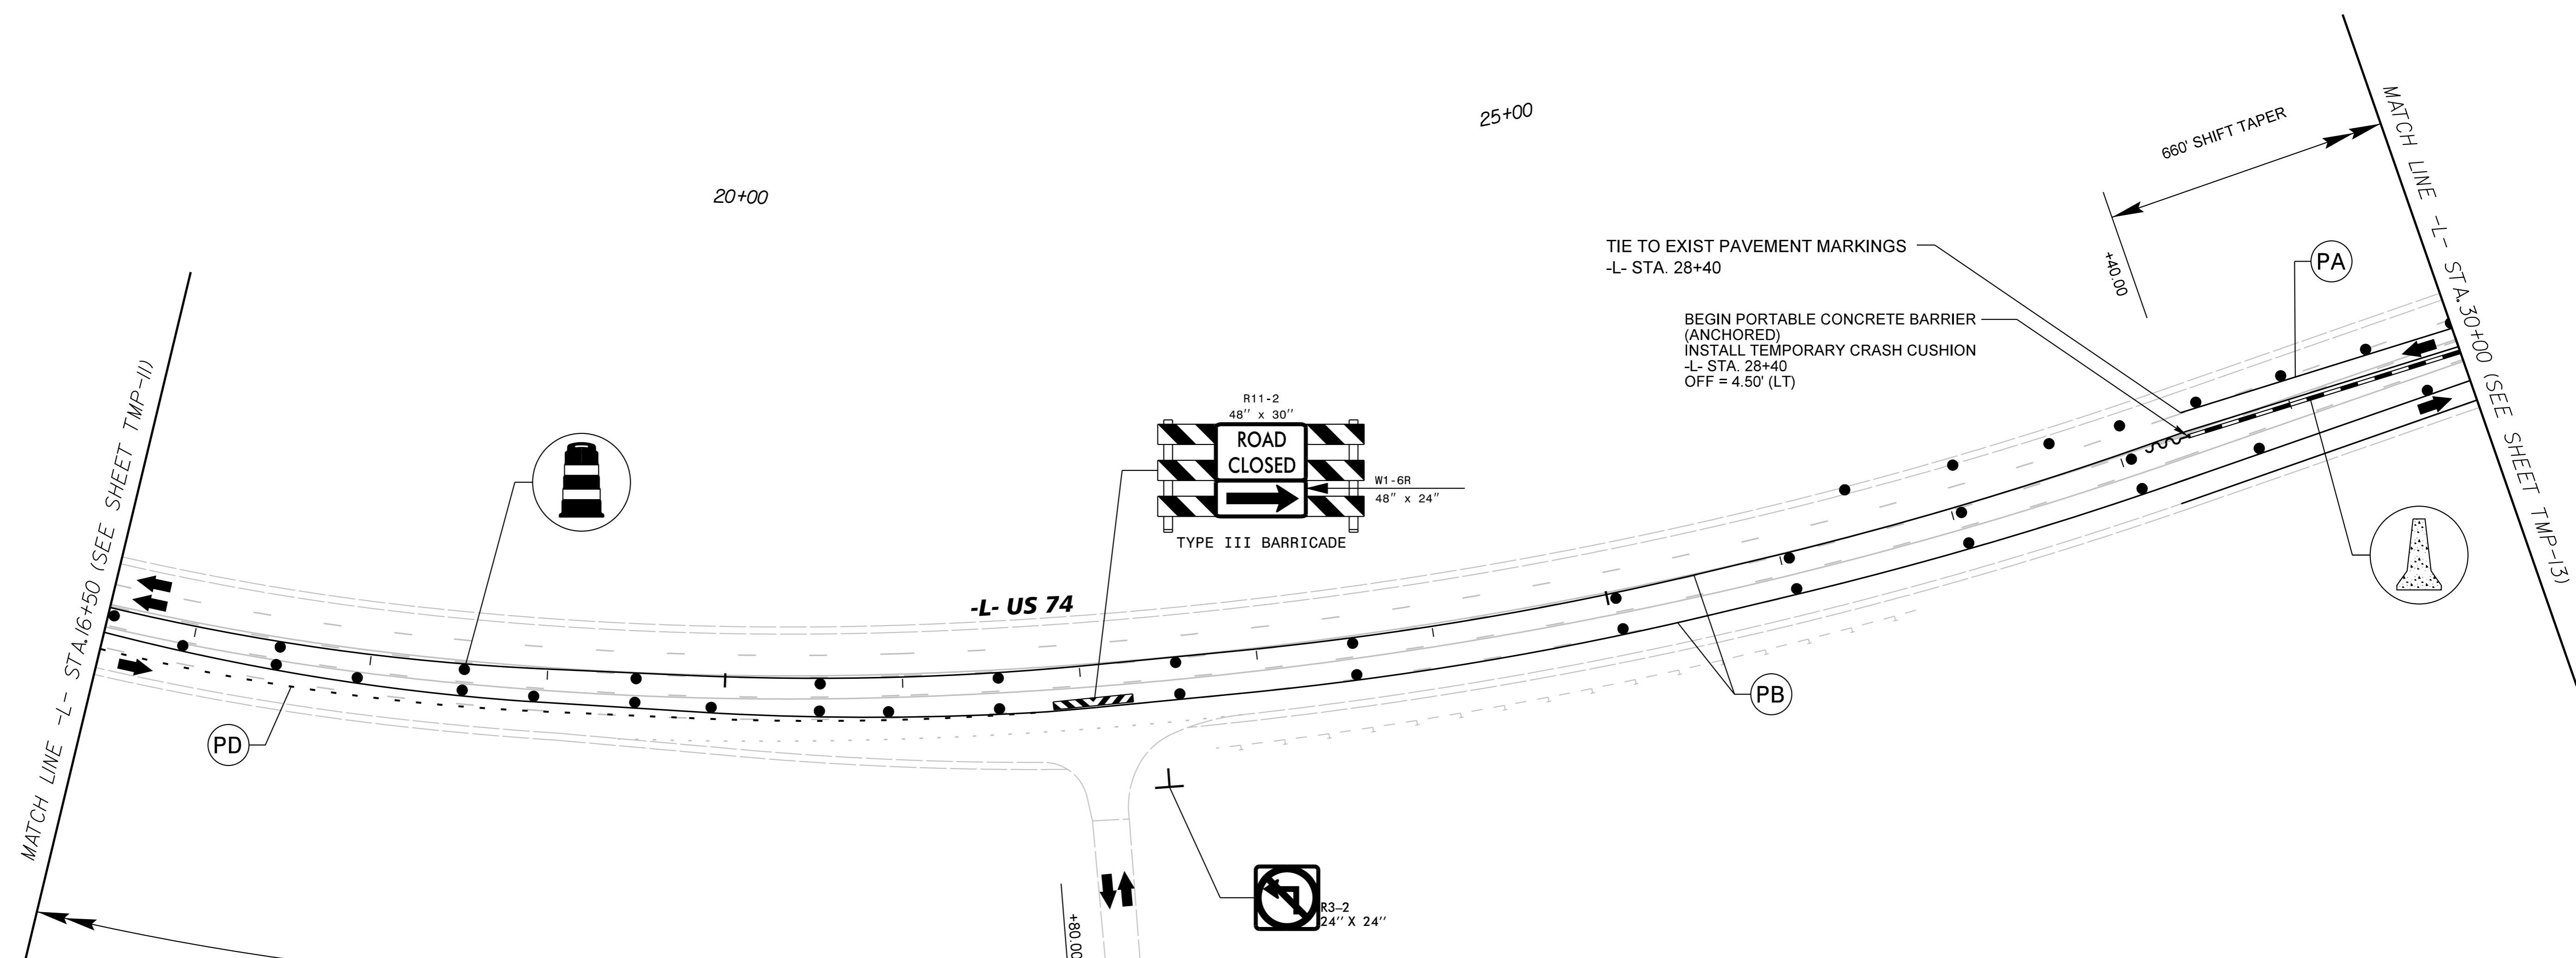 25+00
20+00
660' SHIFT TAPER
+40.00
MATCH LINE -L- STA.30+00 (SEE SHEET TMP-13)
TIE TO EXIST PAVEMENT MARKINGS
-L- STA. 28+40
PA
BEGIN PORTABLE CONCRETE BARRIER
(ANCHORED)
INSTALL TEMPORARY CRASH CUSHION
-L- STA. 28+40
OFF = 4.50' (LT)
MATCH LINE -L- STA.16+50 (SEE SHEET TMP-11)
R11-2
48" x 30"
ROAD
CLOSED
W1-6R
48" x 24"
TYPE III BARRICADE
-L- US 74
PB
PD
R3-2
24" X 24"
+80.00